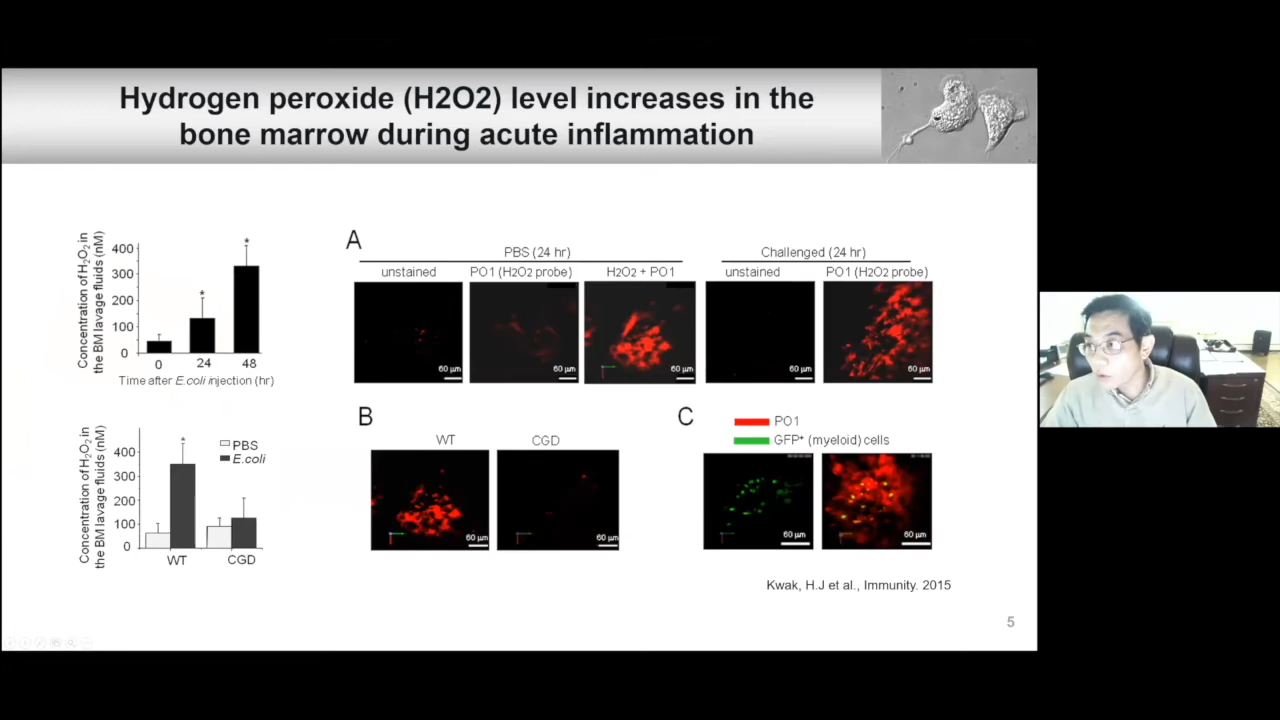 Hydrogen peroxide (H2O2) level increases in the
bone marrow during acute inflammation
Concentration of H₂O₂ in
the BM lavage fluids (nM)
400
300
200
100
0
*
*
0 24 48
Time after E.coli injection (hr)
Concentration of H₂O₂ in
the BM lavage fluids (nM)
400
300
200
100
0
*
PBS
E.coli
WT CGD
A
PBS (24 hr)
unstained PO1 (H2O2 probe) H2O2 + PO1
60 µm 60 µm 60 µm
Challenged (24 hr)
unstained PO1 (H2O2 probe)
60 µm 60 µm
B
WT CGD
60 µm 60 µm
C
PO1
GFP⁺ (myeloid) cells
60 µm 60 µm
Kwak, H.J et al., Immunity. 2015
5